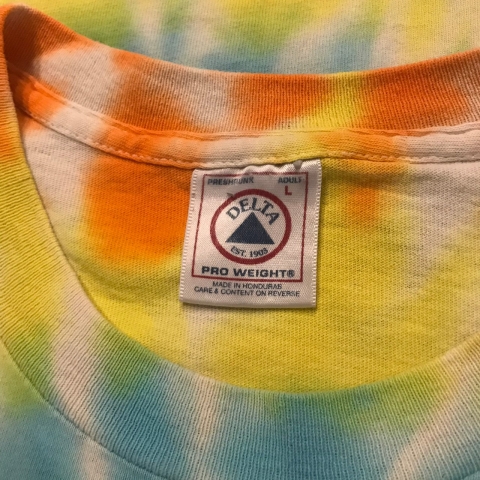 PRESHRUNK ADULT
L
DELTA
EST. 1903
PRO WEIGHT®
MADE IN HONDURAS
CARE & CONTENT ON REVERSE